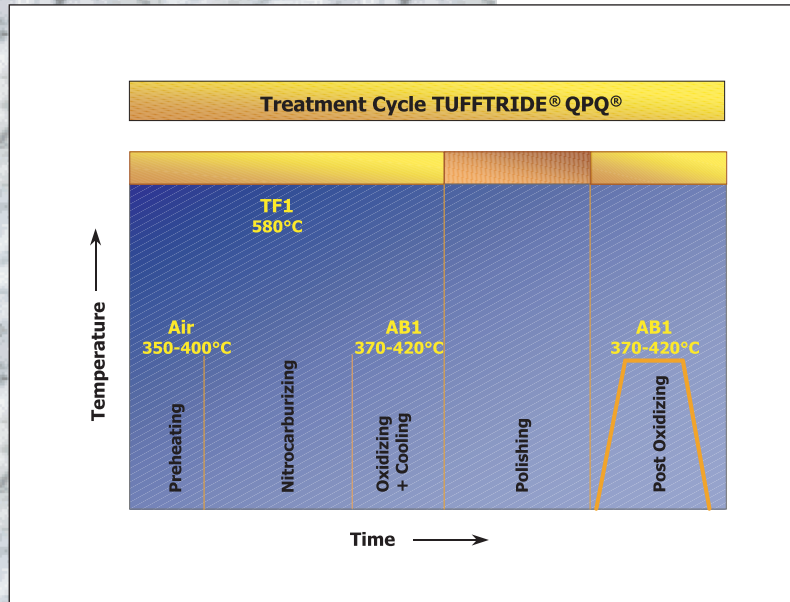 Treatment Cycle TUFFTRIDE® QPQ®
TF1
580°C
Air
350-400°C
AB1
370-420°C
AB1
370-420°C
Temperature
Preheating
Nitrocarburizing
Oxidizing
+ Cooling
Polishing
Post Oxidizing
Time